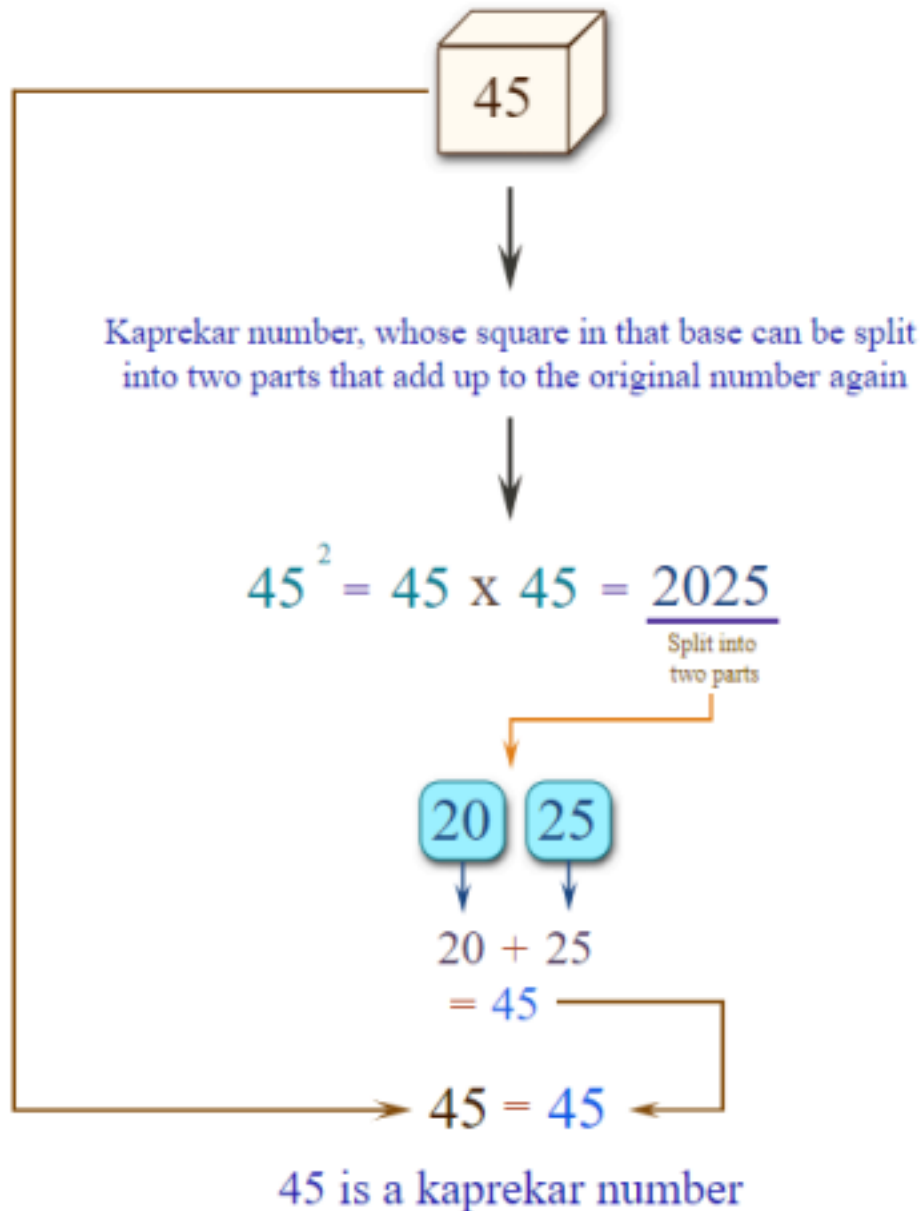 45
Kaprekar number, whose square in that base can be split
into two parts that add up to the original number again
45² = 45 x 45 = 2025
Split into
two parts
20 25
20 + 25
= 45
45 = 45
45 is a kaprekar number